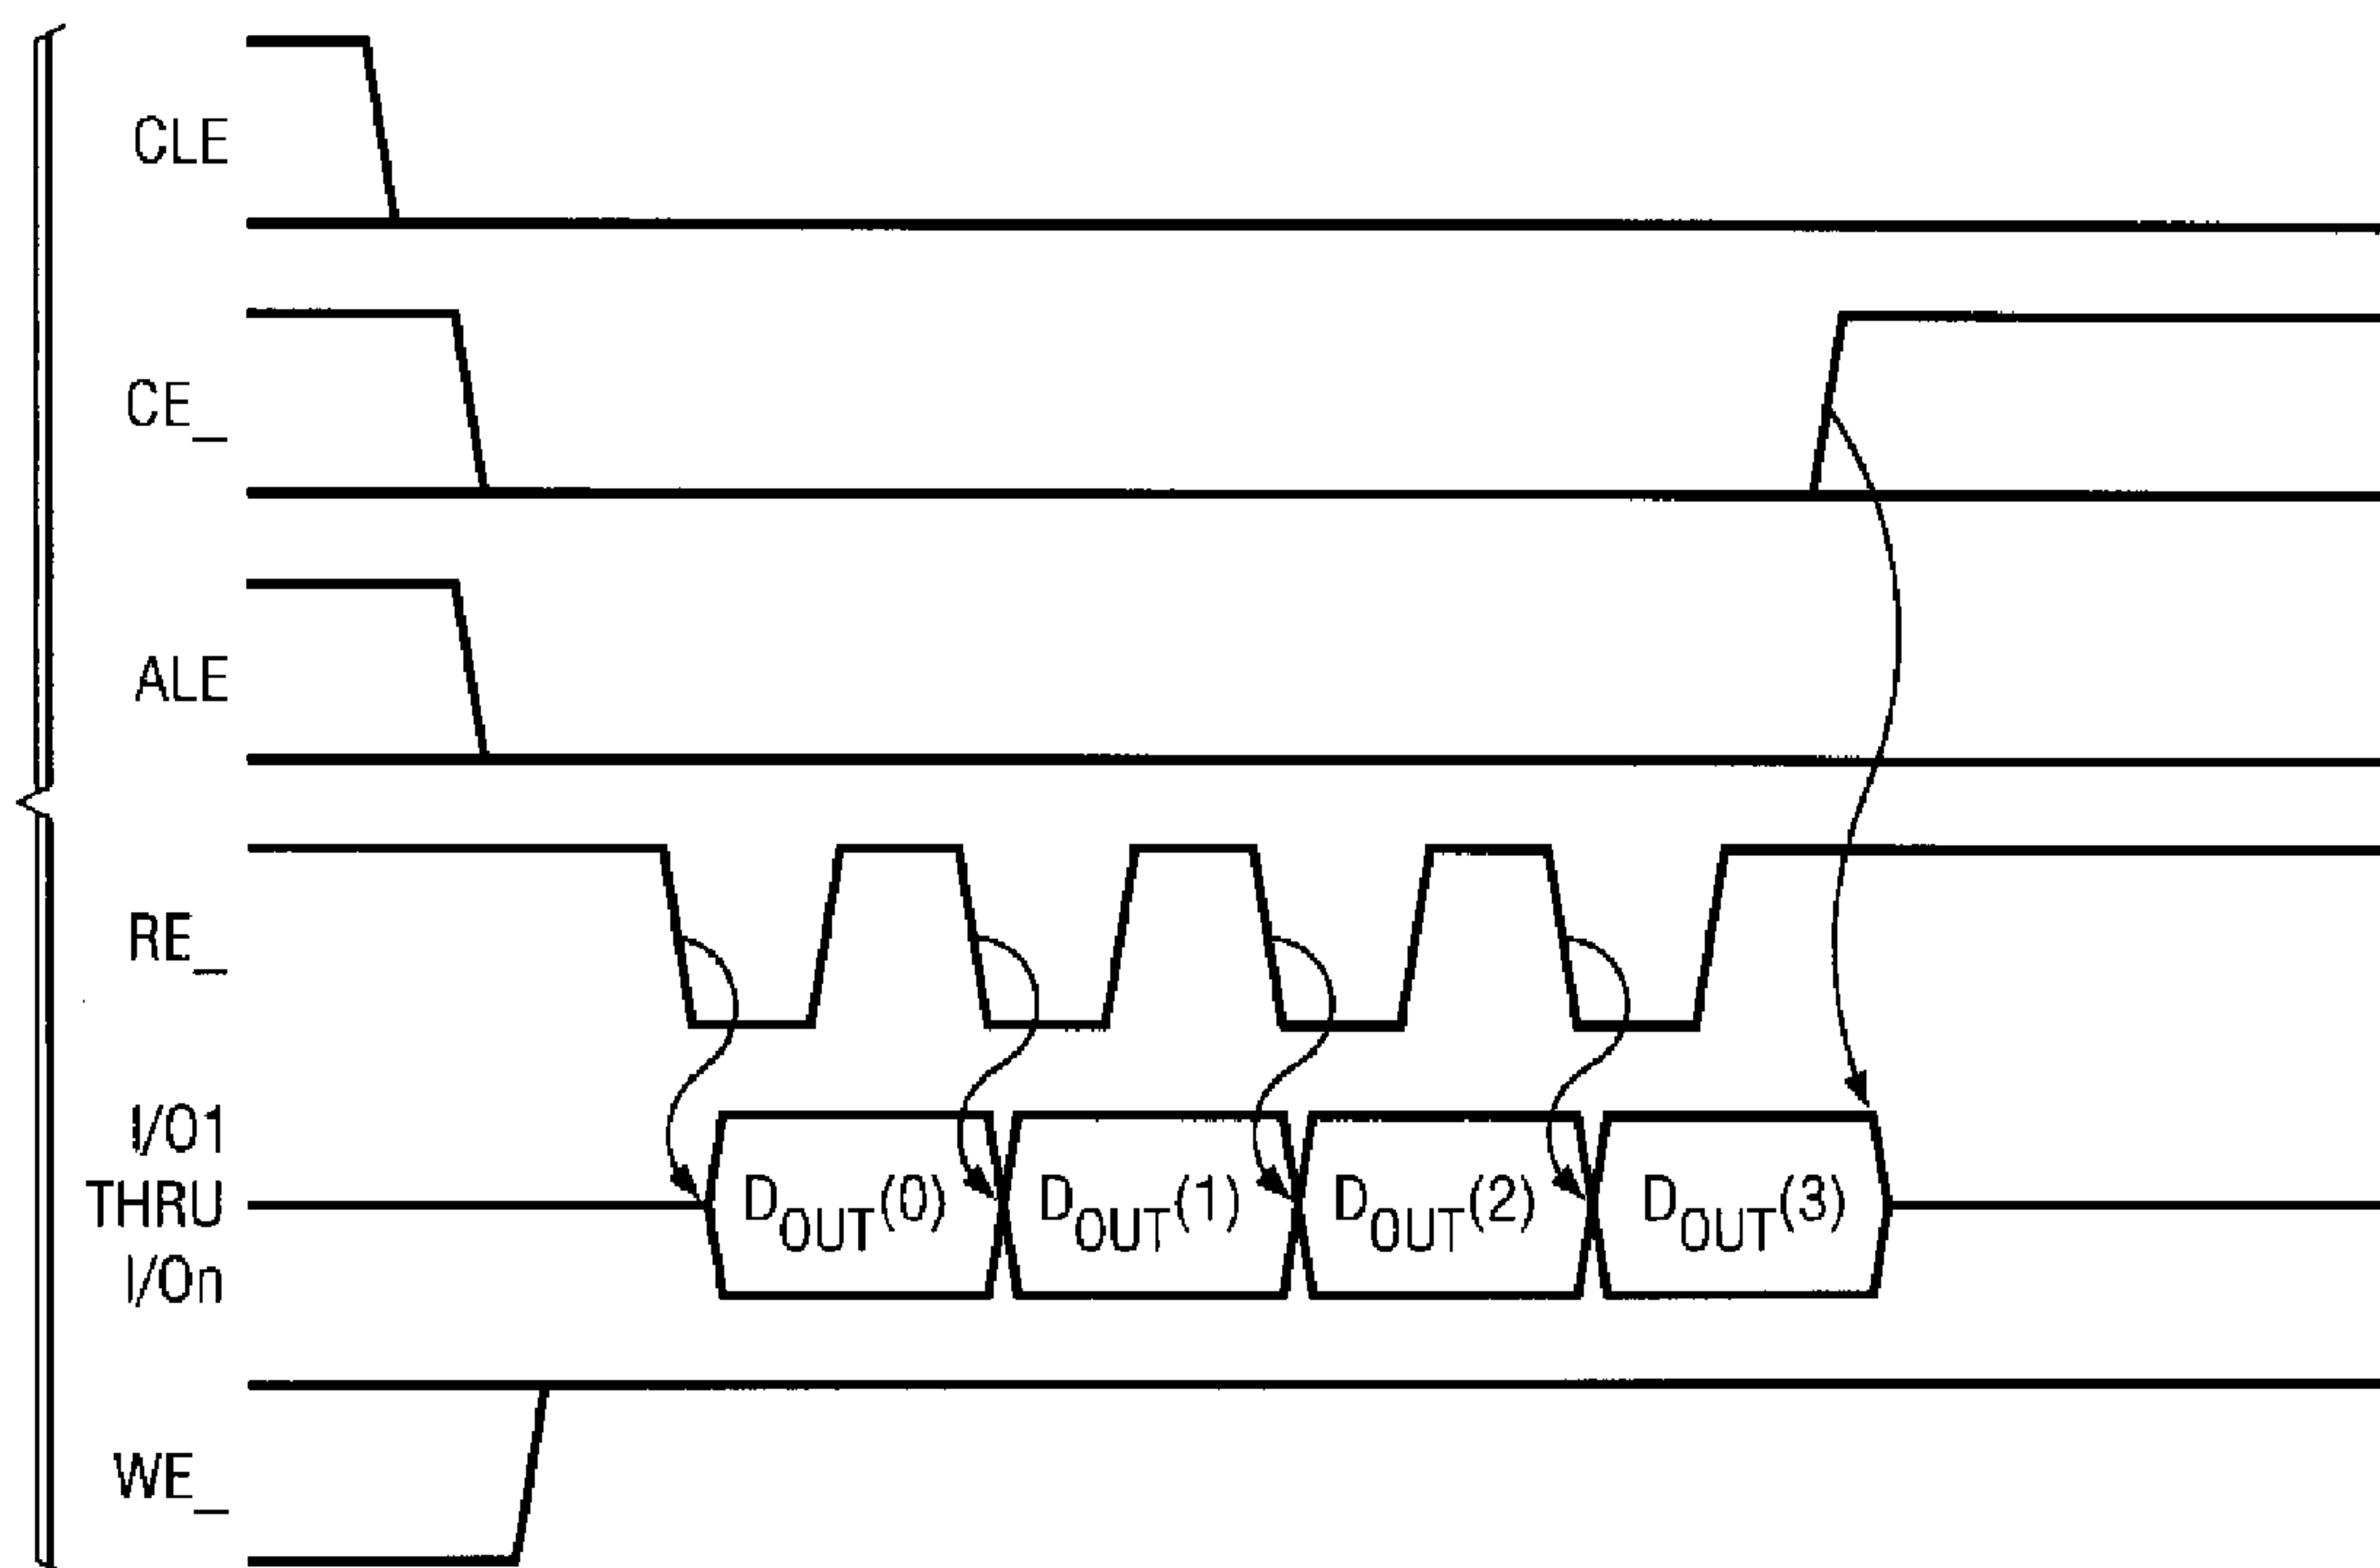 CLE
CE_
ALE
RE_
I/O1
THRU
I/On
DOUT(0) DOUT(1) DOUT(2) DOUT(3)
WE_